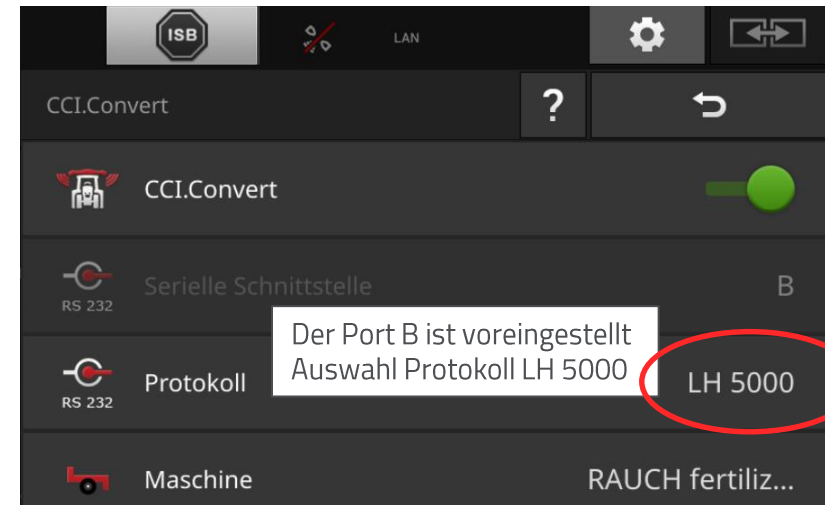 ISB
LAN
CCI.Convert
?
CCI.Convert
RS 232
Serielle Schnittstelle
B
Der Port B ist voreingestellt
Auswahl Protokoll LH 5000
RS 232
Protokoll
LH 5000
Maschine
RAUCH fertiliz...